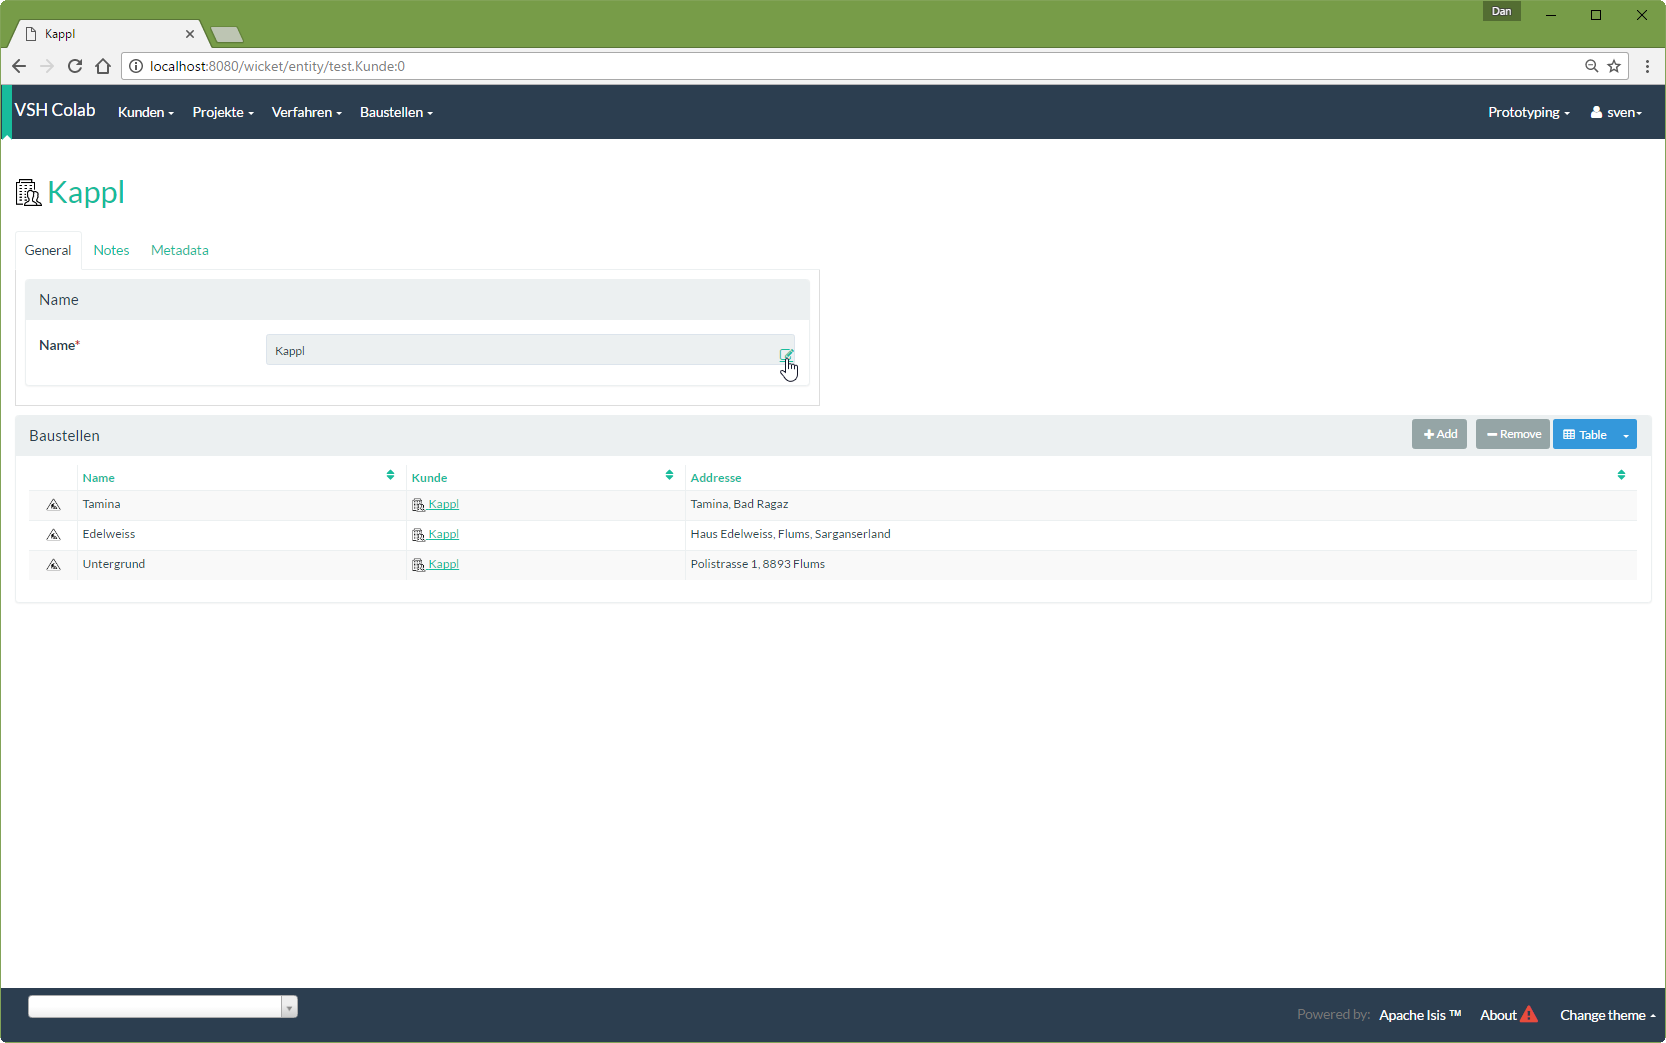 Dan
Kappl
localhost:8080/wicket/entity/test.Kunde:0
VSH Colab Kunden Projekte Verfahren Baustellen Prototyping sven
Kappl
General Notes Metadata
Name
Name* Kappl
Baustellen Add Remove Table
Name Kunde Addresse
Tamina Kappl Tamina, Bad Ragaz
Edelweiss Kappl Haus Edelweiss, Flums, Sarganserland
Untergrund Kappl Polistrasse 1, 8893 Flums
Powered by: Apache Isis ™ About Change theme